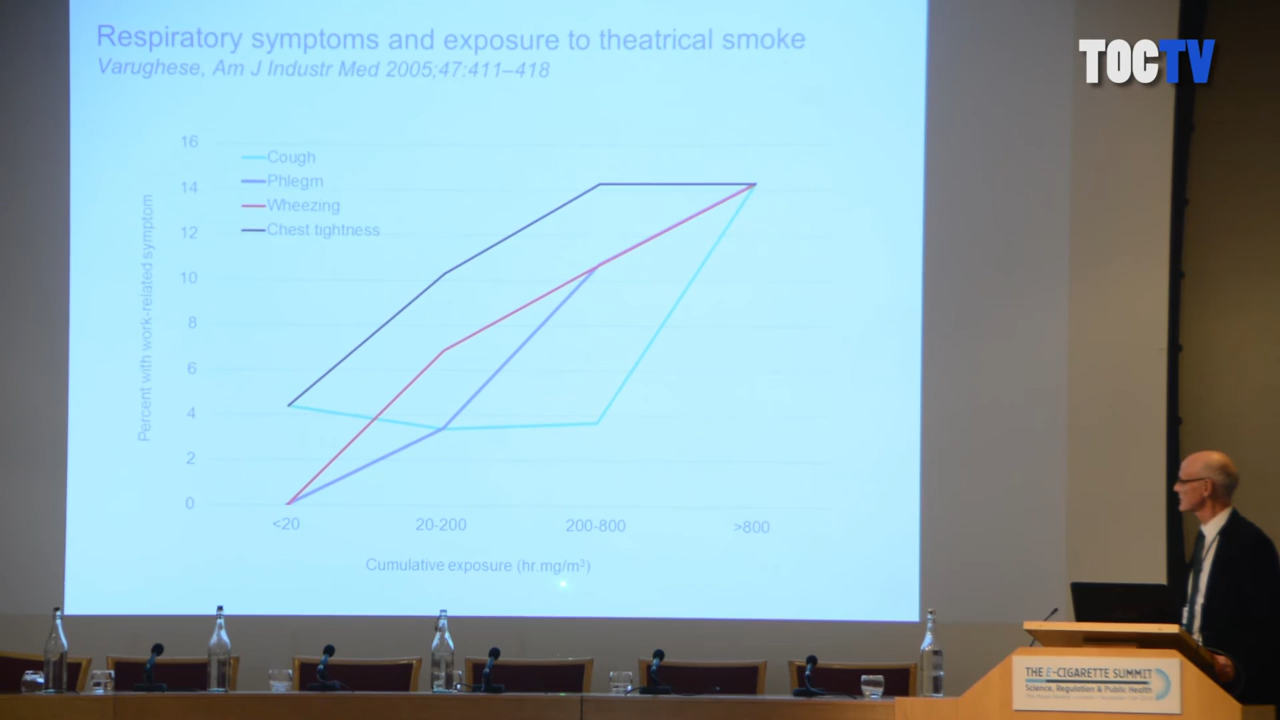 Respiratory symptoms and exposure to theatrical smoke
Varughese, Am J Industr Med 2005;47:411–418
TOCTV
16
14
12
10
8
6
4
2
0
Cough
Phlegm
Wheezing
Chest tightness
Percent with work-related symptom
<20
20-200
200-800
>800
Cumulative exposure (hr.mg/m³)
THE E-CIGARETTE SUMMIT
Science, Regulation & Public Health